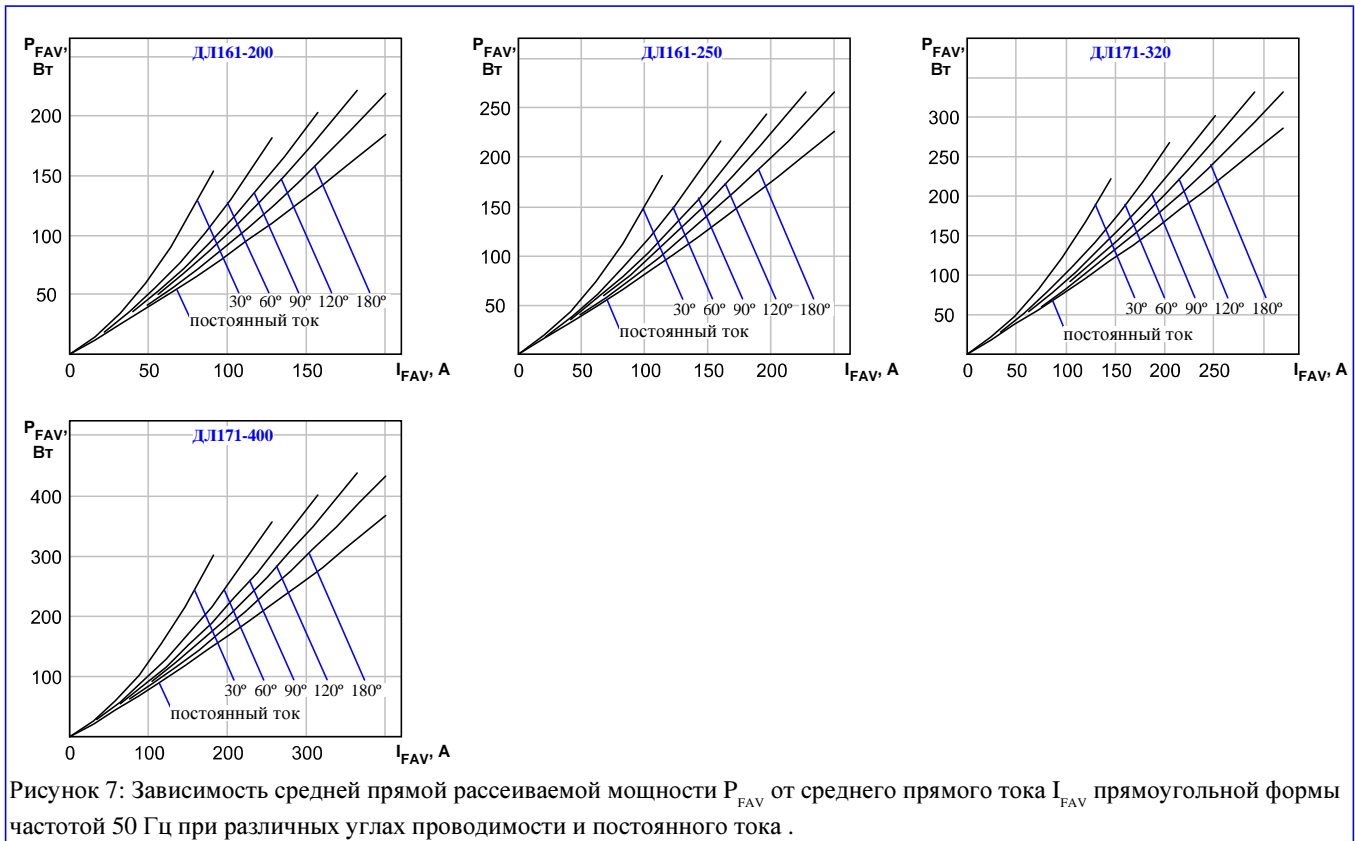 P_FAV,
Вт
ДЛ161-200
200
150
100
50
30º 60º 90º 120º 180º
постоянный ток
0 50 100 150 I_FAV, A
P_FAV,
Вт
ДЛ161-250
250
200
150
100
50
30º 60º 90º 120º 180º
постоянный ток
0 50 100 150 200 I_FAV, A
P_FAV,
Вт
ДЛ171-320
300
250
200
150
100
50
30º 60º 90º 120º 180º
постоянный ток
0 50 100 150 200 250 I_FAV, A
P_FAV,
Вт
ДЛ171-400
400
300
200
100
30º 60º 90º 120º 180º
постоянный ток
0 100 200 300 I_FAV, A
Рисунок 7: Зависимость средней прямой рассеиваемой мощности P_FAV от среднего прямого тока I_FAV прямоугольной формы
частотой 50 Гц при различных углах проводимости и постоянного тока .